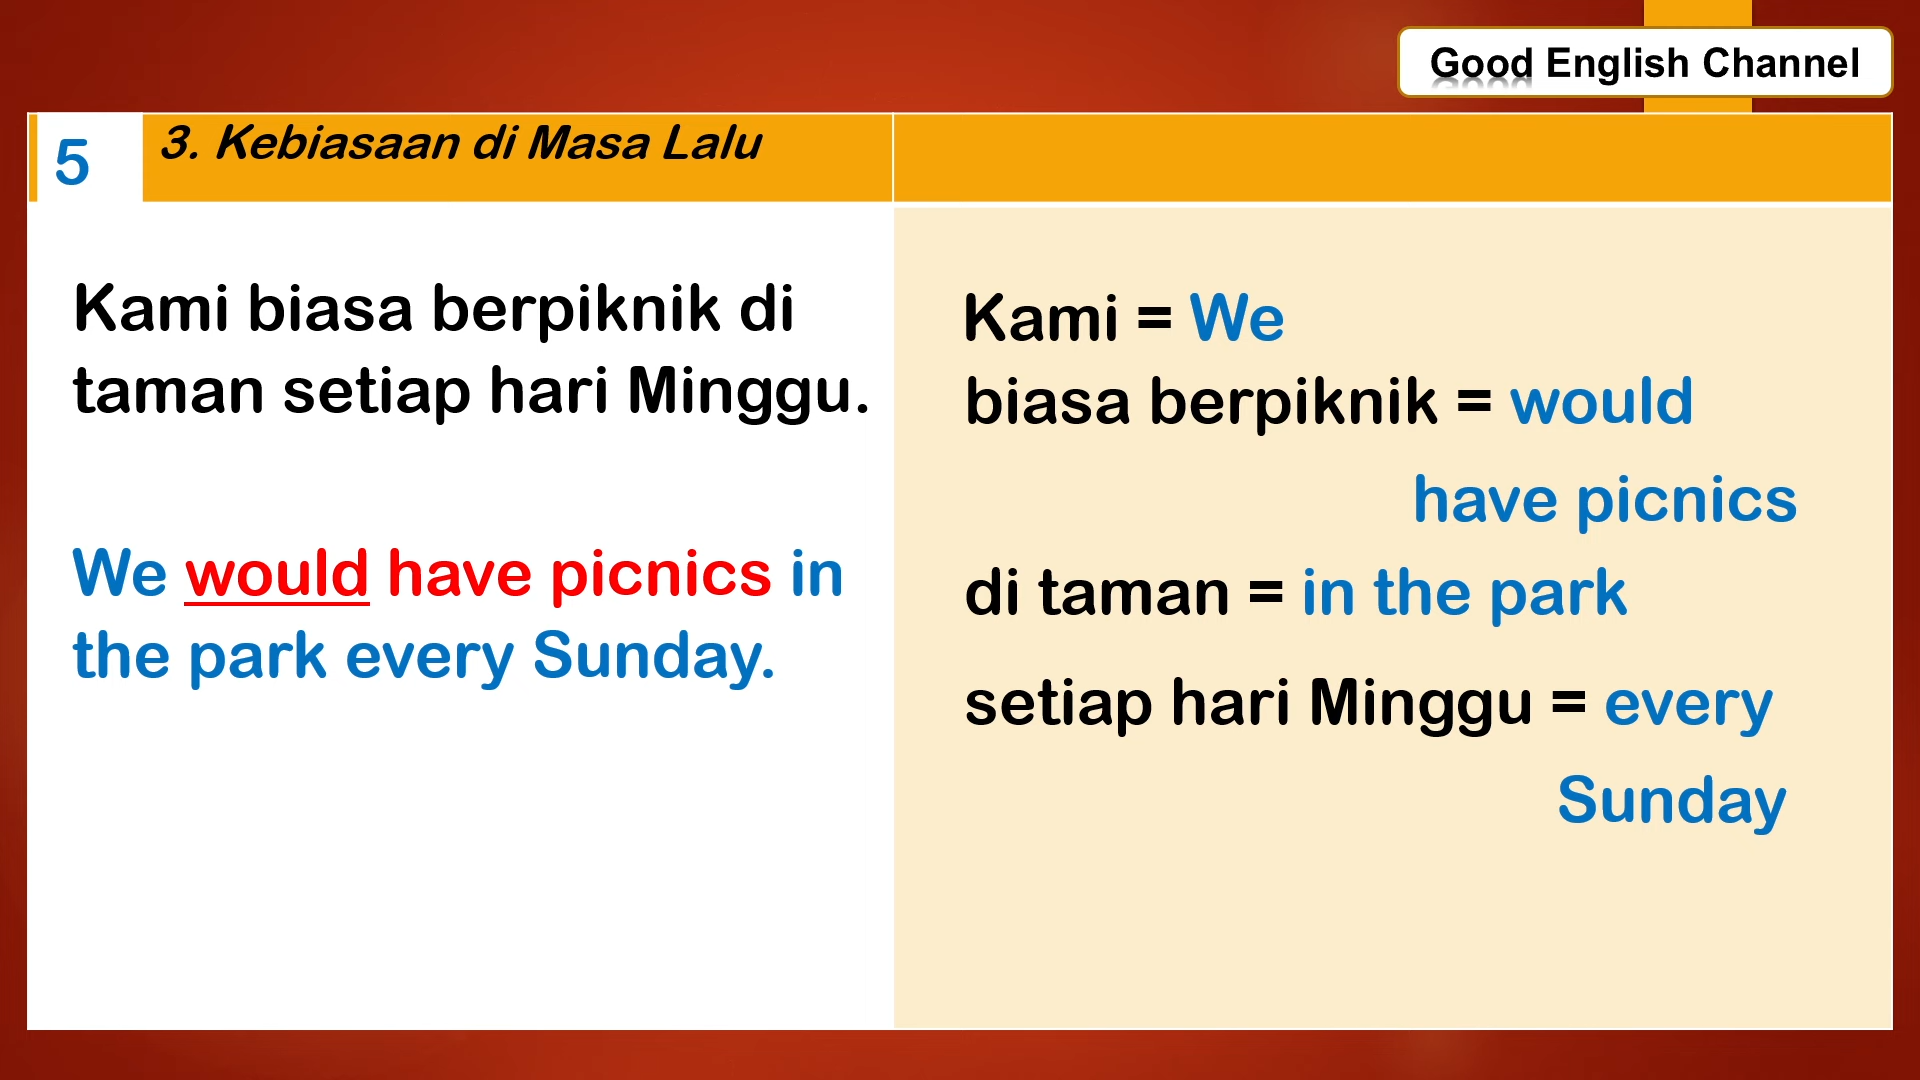 Good English Channel
5
3. Kebiasaan di Masa Lalu
Kami biasa berpiknik di
taman setiap hari Minggu.
We would have picnics in
the park every Sunday.
Kami = We
biasa berpiknik = would
have picnics
di taman = in the park
setiap hari Minggu = every
Sunday